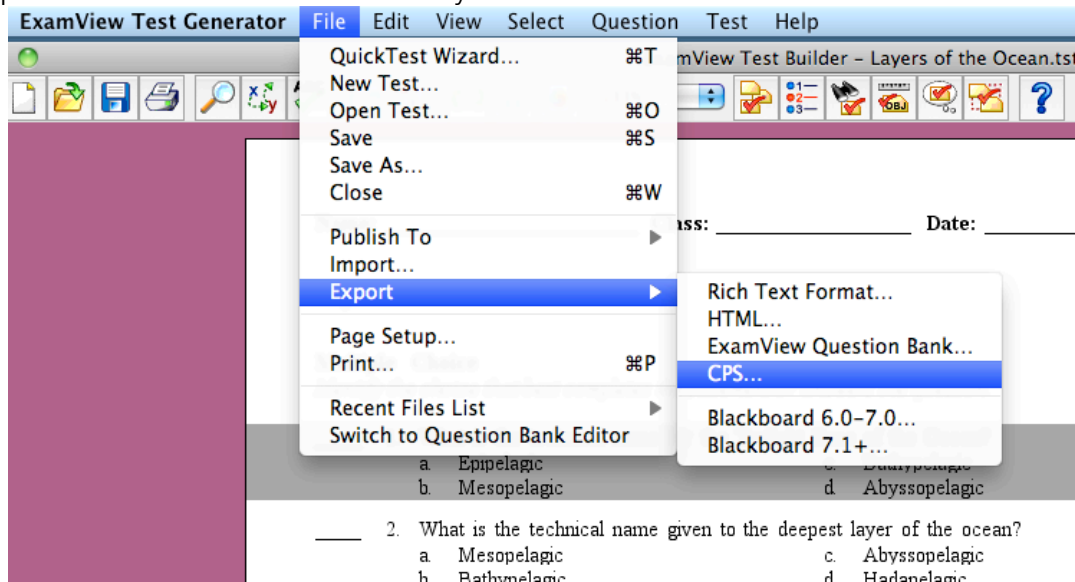 ExamView Test Generator File Edit View Select Question Test Help
mView Test Builder – Layers of the Ocean.tst
QuickTest Wizard... ⌘T
New Test...
Open Test... ⌘O
Save ⌘S
Save As...
Close ⌘W
ass: Date:
Publish To
Import...
Export
Rich Text Format...
HTML...
ExamView Question Bank...
CPS...
Page Setup...
Print... ⌘P
Blackboard 6.0–7.0...
Blackboard 7.1+...
Recent Files List
Switch to Question Bank Editor
a. Epipelagic c. Bathypelagic
b. Mesopelagic d. Abyssopelagic
2. What is the technical name given to the deepest layer of the ocean?
a. Mesopelagic c. Abyssopelagic
b. Bathypelagic d. Hadapelagic